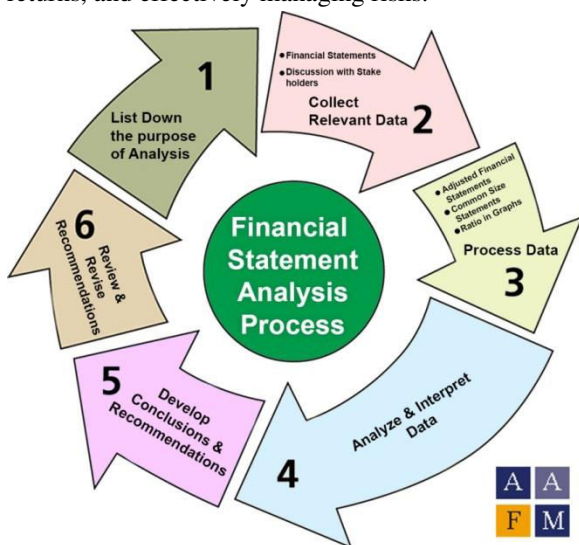 returns, and effectively managing risks.
1
List Down
the purpose
of Analysis
• Financial Statements
• Discussion with Stake
holders
Collect
Relevant Data
2
• Adjusted Financial
Statements
• Common Size
Statements
• Ratio in Graphs
Process Data
3
Analyze & Interpret
Data
4
5
Develop
Conclusions &
Recommendations
6
Review &
Revise
Recommendations
Financial
Statement
Analysis
Process
A A
F M